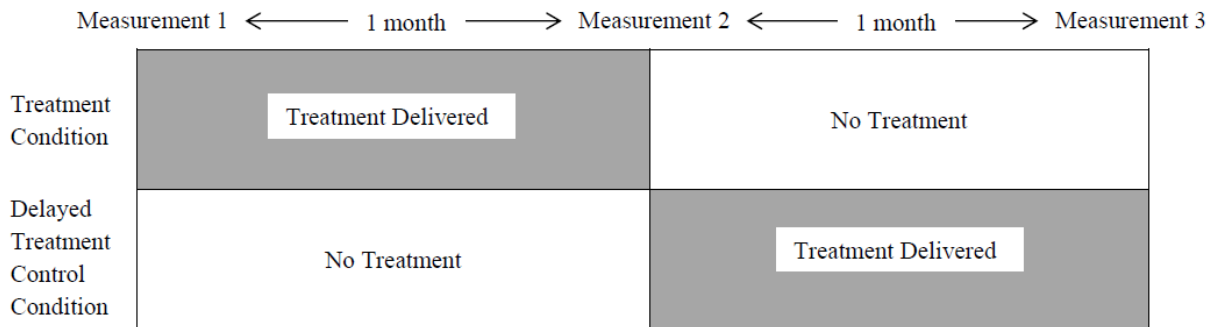 Measurement 1 1 month Measurement 2 1 month Measurement 3
Treatment
Condition
Treatment Delivered
No Treatment
Delayed
Treatment
Control
Condition
No Treatment
Treatment Delivered